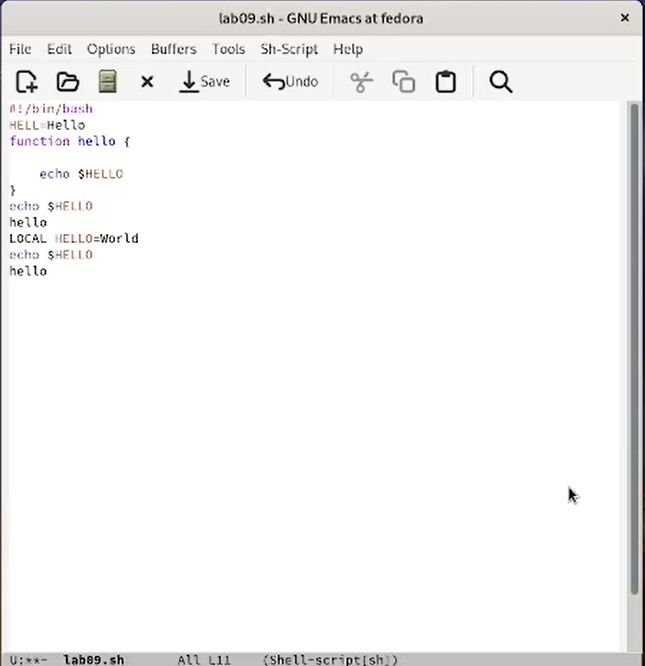 lab09.sh - GNU Emacs at fedora
File Edit Options Buffers Tools Sh-Script Help
Save Undo
#!/bin/bash
HELL=Hello
function hello {
echo $HELLO
}
echo $HELLO
hello
LOCAL HELLO=World
echo $HELLO
hello
U:**- lab09.sh All L11 (Shell-script[sh])